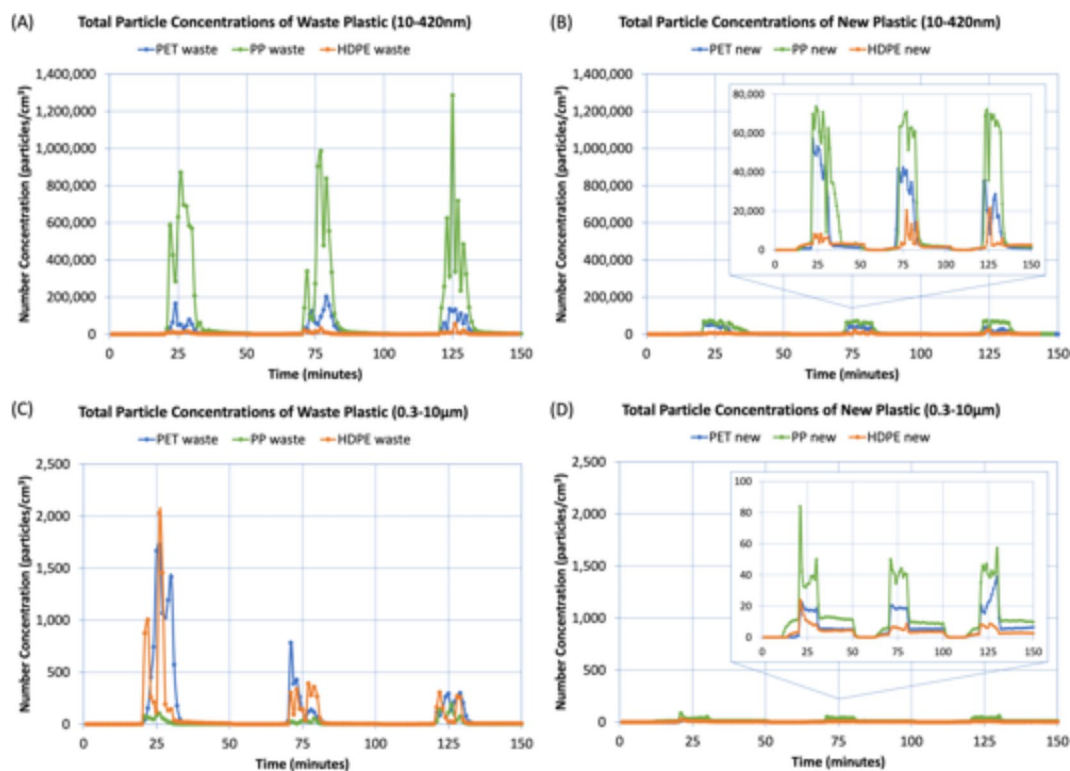 (A) Total Particle Concentrations of Waste Plastic (10-420nm)
PET waste PP waste HDPE waste
Number Concentration (particles/cm³)
1,400,000
1,200,000
1,000,000
800,000
600,000
400,000
200,000
0
0 25 50 75 100 125 150
Time (minutes)
(B) Total Particle Concentrations of New Plastic (10-420nm)
PET new PP new HDPE new
Number Concentration (particles/cm³)
1,400,000
1,200,000
1,000,000
800,000
600,000
400,000
200,000
0
80,000
60,000
40,000
20,000
0
0 25 50 75 100 125 150
0 25 50 75 100 125 150
Time (minutes)
(C) Total Particle Concentrations of Waste Plastic (0.3-10μm)
PET waste PP waste HDPE waste
Number Concentration (particles/cm³)
2,500
2,000
1,500
1,000
500
0
0 25 50 75 100 125 150
Time (minutes)
(D) Total Particle Concentrations of New Plastic (0.3-10μm)
PET new PP new HDPE new
Number Concentration (particles/cm³)
2,500
2,000
1,500
1,000
500
0
100
80
60
40
20
0
0 25 50 75 100 125 150
0 25 50 75 100 125 150
Time (minutes)